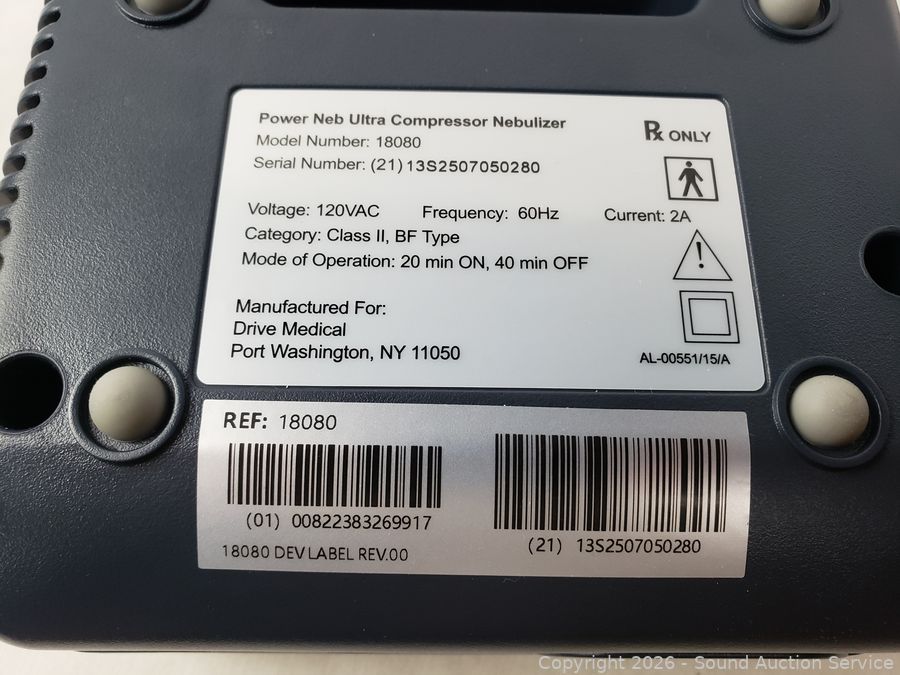 Power Neb Ultra Compressor Nebulizer
Model Number: 18080
Serial Number: (21) 13S2507050280
Rx ONLY
Voltage: 120VAC Frequency: 60Hz Current: 2A
Category: Class II, BF Type
Mode of Operation: 20 min ON, 40 min OFF
Manufactured For:
Drive Medical
Port Washington, NY 11050
AL-00551/15/A
REF: 18080
(01) 00822383269917
(21) 13S2507050280
18080 DEV LABEL REV.00
Copyright 2026 - Sound Auction Service